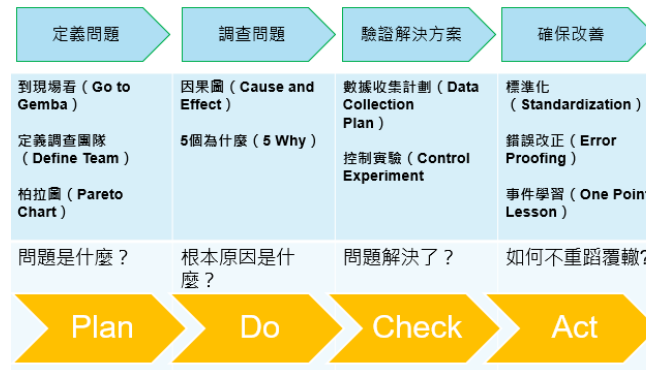 定義問題
調查問題
驗證解決方案
確保改善
到現場看（Go to
Gemba）
定義調查團隊
（Define Team）
柏拉圖（Pareto
Chart）
因果圖（Cause and
Effect）
5個為什麼（5 Why）
數據收集計劃（Data
Collection
Plan）
控制實驗（Control
Experiment
標準化
（Standardization）
錯誤改正（Error
Proofing）
事件學習（One Point
Lesson）
問題是什麼？
根本原因是什
麼？
問題解決了？
如何不重蹈覆轍?
Plan
Do
Check
Act